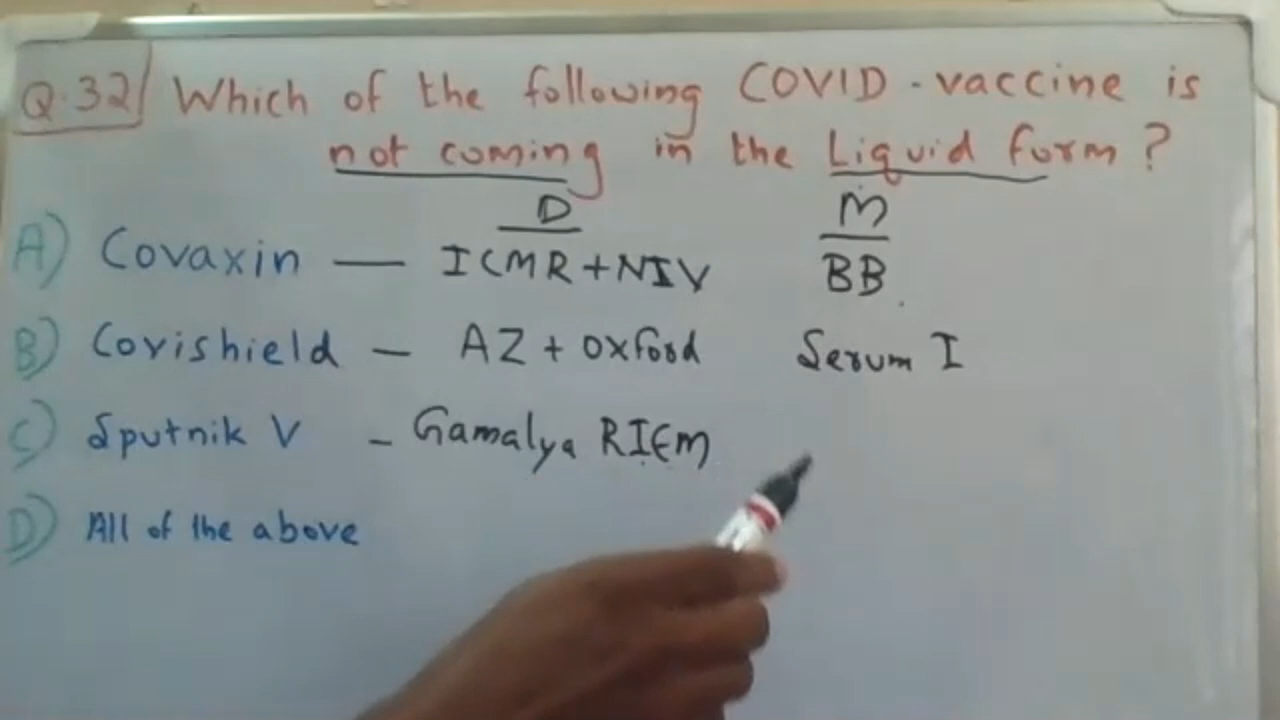 Q.32 Which of the following COVID-vaccine is
not coming in the Liquid form?
D M
A) Covaxin — ICMR+NIV BB
B) Covishield — AZ + Oxford Serum I
C) Sputnik V - Gamalya RIEM
D) All of the above